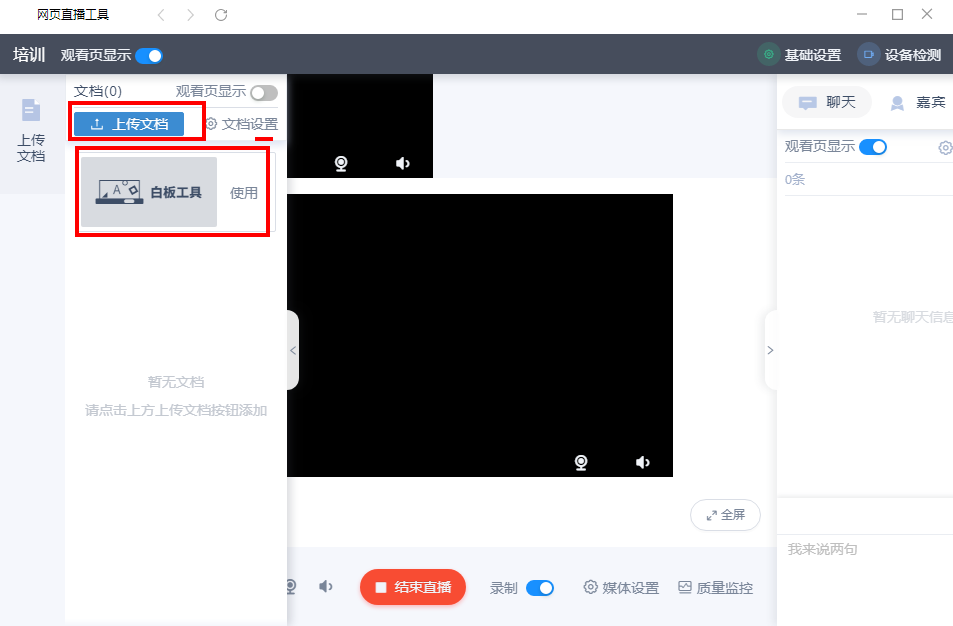 网页直播工具
培训 观看页显示 基础设置 设备检测
上传
文档
文档(0) 观看页显示
上传文档 文档设置
A 白板工具 使用
暂无文档
请点击上方上传文档按钮添加
全屏
结束直播 录制 媒体设置 质量监控
聊天 嘉宾
观看页显示
0条
暂无聊天信息
我来说两句